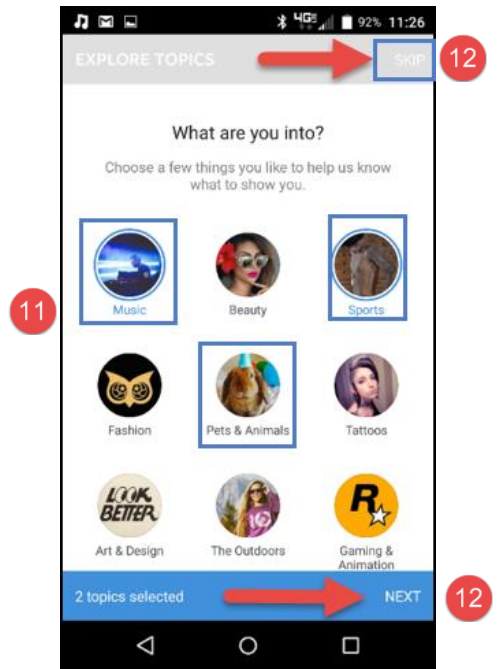 4GE 92% 11:26
EXPLORE TOPICS SKIP 12
What are you into?
Choose a few things you like to help us know
what to show you.
11
Music Beauty Sports
Fashion Pets & Animals Tattoos
LOOK
BETTER
R
Art & Design The Outdoors Gaming &
Animation
2 topics selected NEXT 12